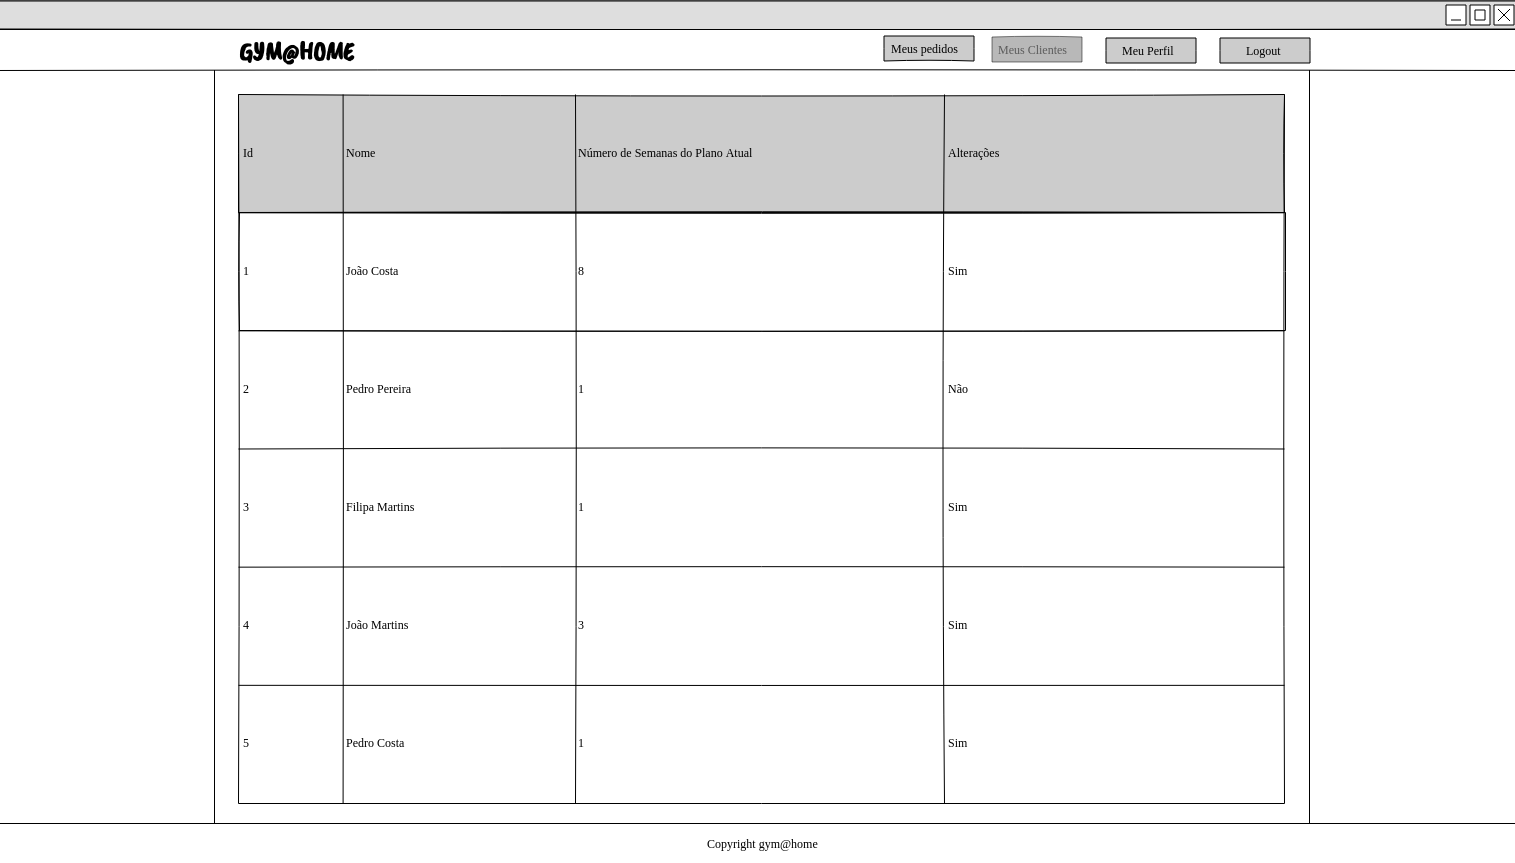 GYM@HOME
Meus pedidos
Meus Clientes
Meu Perfil
Logout
Id Nome Número de Semanas do Plano Atual Alterações
1 João Costa 8 Sim
2 Pedro Pereira 1 Não
3 Filipa Martins 1 Sim
4 João Martins 3 Sim
5 Pedro Costa 1 Sim
Copyright gym@home